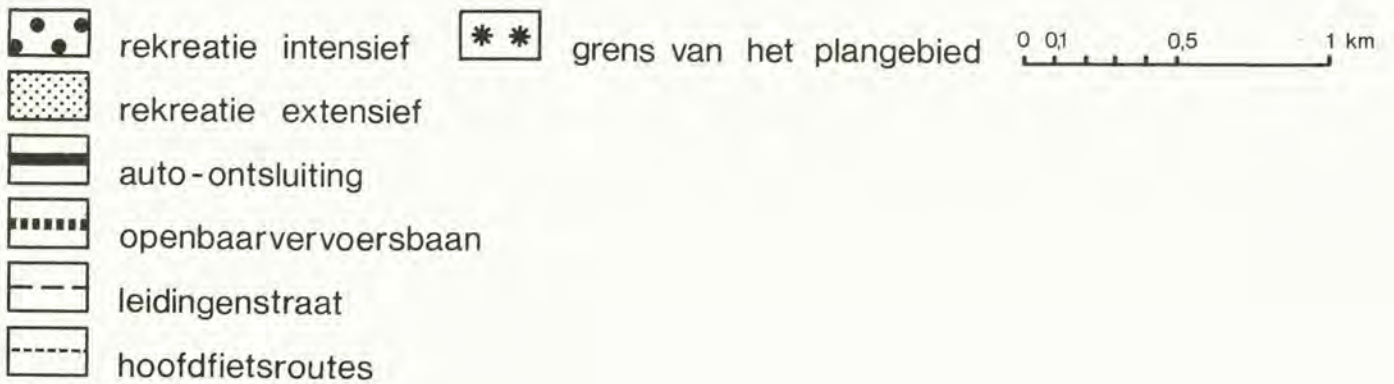 rekreatie intensief
rekreatie extensief
auto-ontsluiting
openbaarvervoersbaan
leidingenstraat
hoofdfietsroutes
grens van het plangebied
0 0,1 0,5 1 km